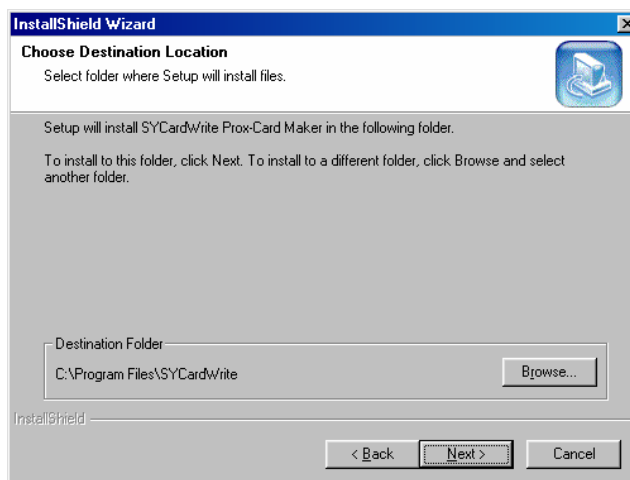 InstallShield Wizard
Choose Destination Location
Select folder where Setup will install files.
Setup will install SYCardWrite Prox-Card Maker in the following folder.
To install to this folder, click Next. To install to a different folder, click Browse and select
another folder.
Destination Folder
C:\Program Files\SYCardWrite
Browse...
InstallShield
< Back
Next >
Cancel